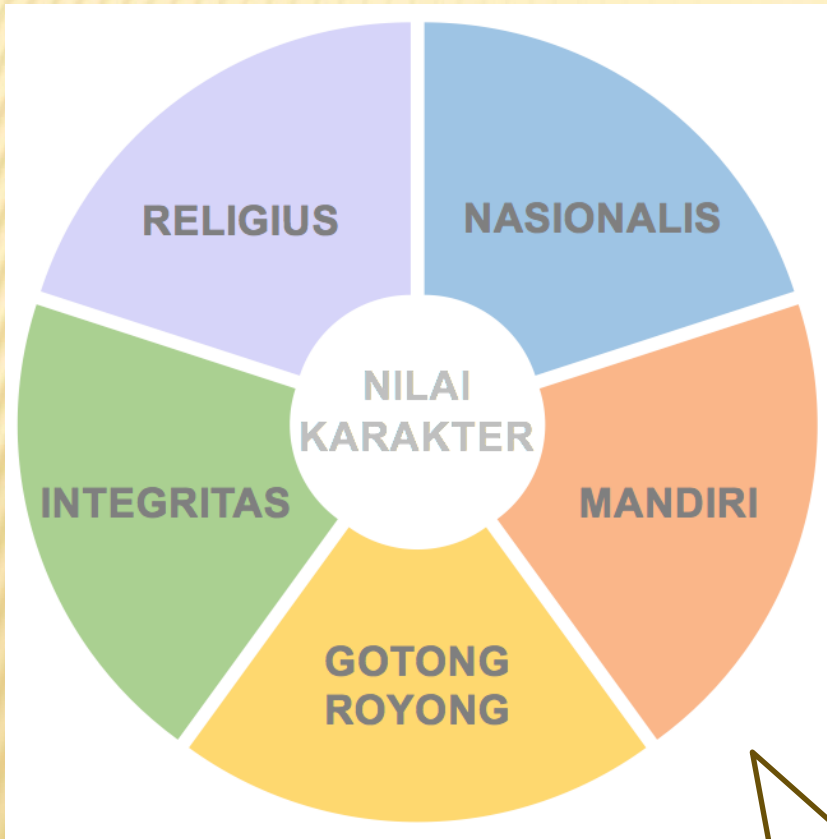 RELIGIUS
NASIONALIS
NILAI
KARAKTER
INTEGRITAS
MANDIRI
GOTONG
ROYONG